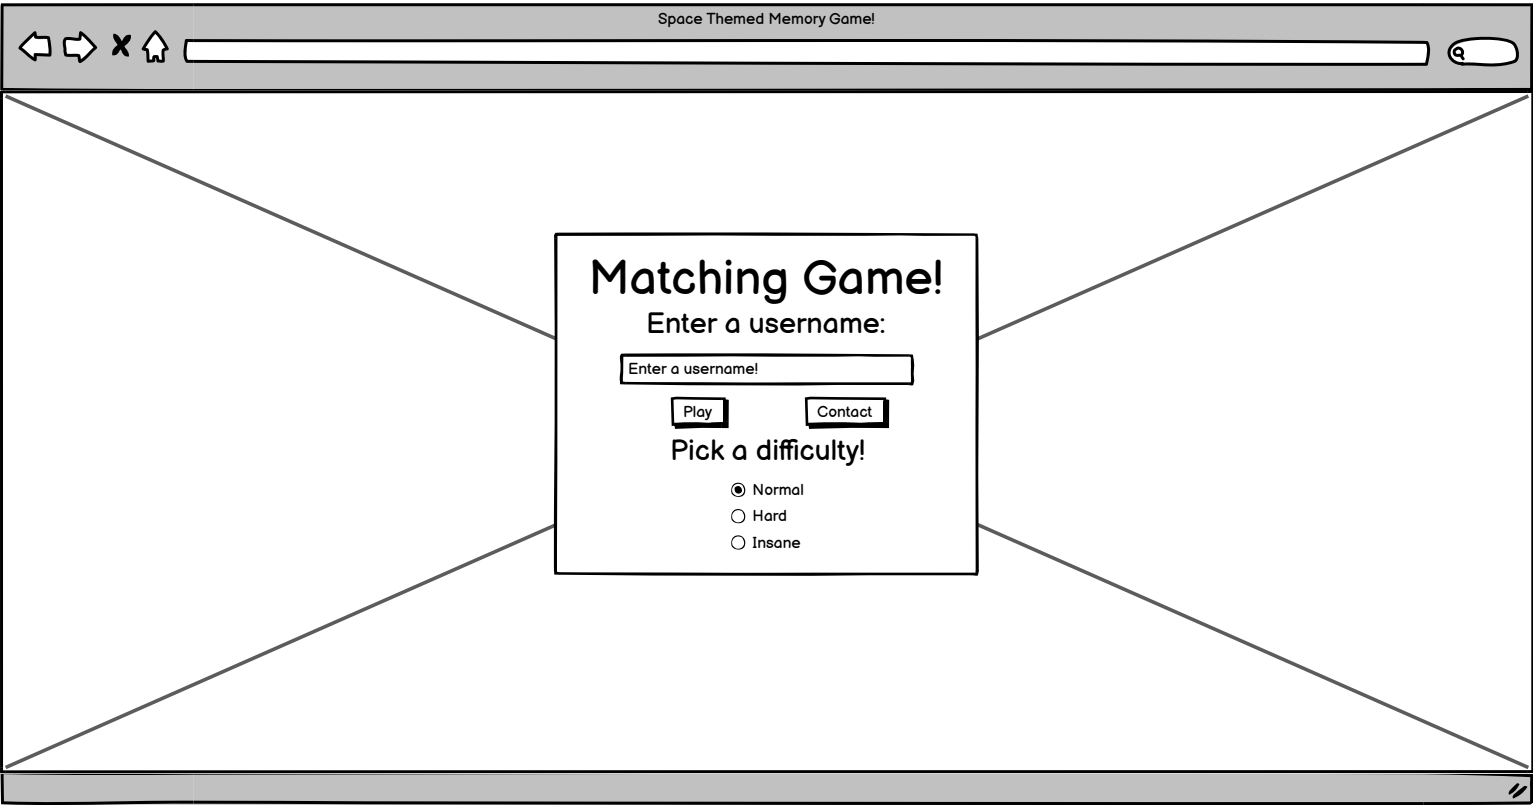 Space Themed Memory Game!
Matching Game!
Enter a username:
Enter a username!
Play Contact
Pick a difficulty!
Normal
Hard
Insane